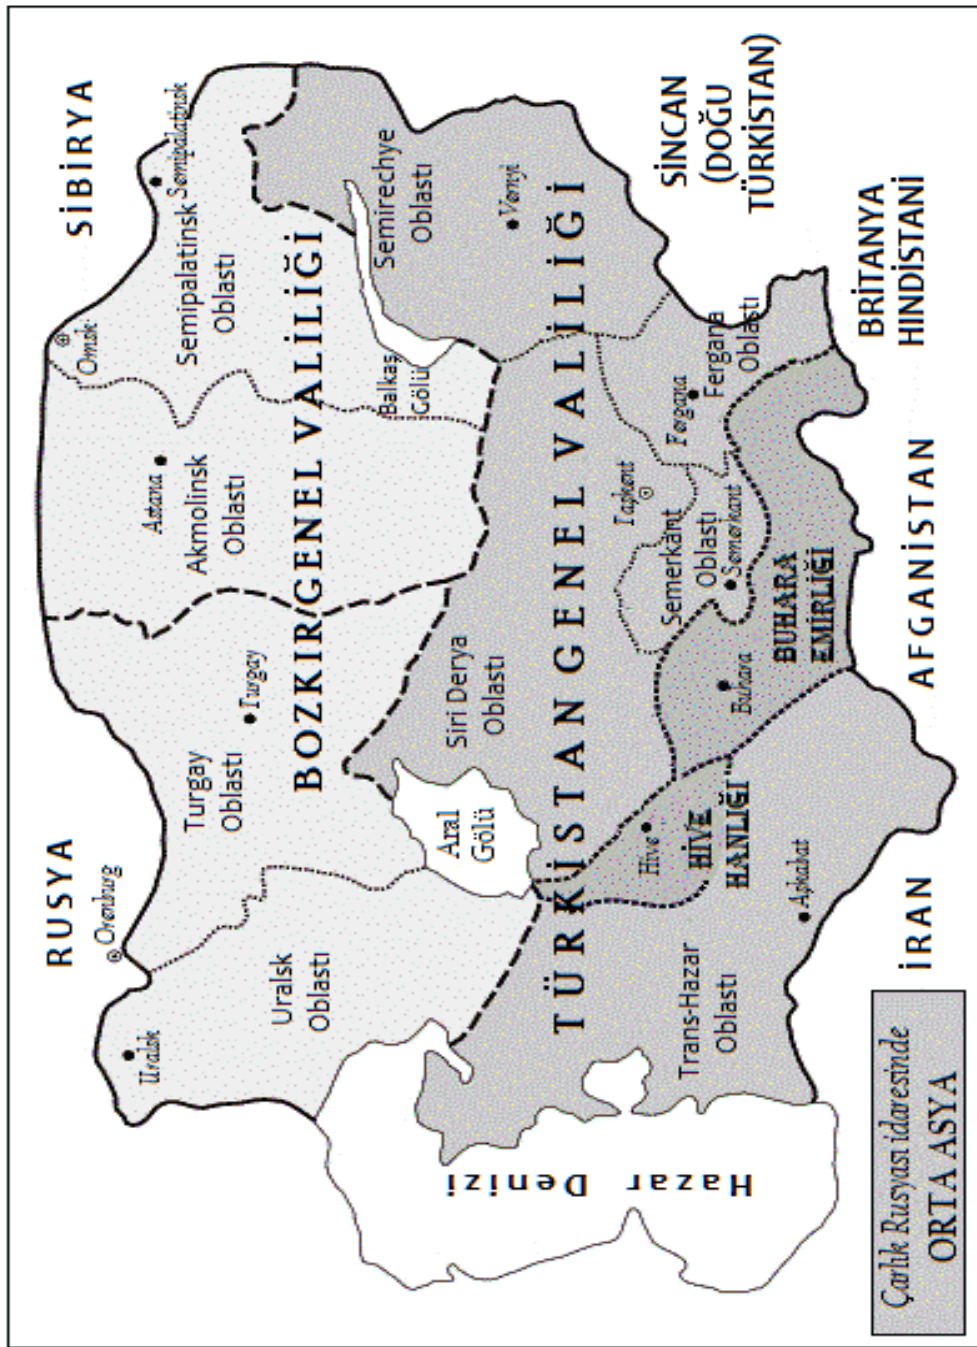 RUSYA
SİBİRYA
Orenburg
Omsk
Uralsk
Semipalatinsk
Semipalatinsk
Oblastı
Astana
Akmolinsk
Oblastı
Turgay
Turgay
Oblastı
Uralsk
Oblastı
BOZKIR GENEL VALİLİĞİ
Balkaş
Gölü
Semirechye
Oblastı
Vernyi
Siri Derya
Oblastı
Aral
Gölü
TÜRKİSTAN GENEL VALİLİĞİ
Hazar Denizi
Trans-Hazar
Oblastı
Aşkabat
Hive
HİVE
HANLIĞI
Buhara
BUHARA
EMİRLİĞİ
Taşkent
Semerkant
Oblastı
Semerkant
Fergana
Fergana
Oblastı
SİNCAN
(DOĞU
TÜRKİSTAN)
BRİTANYA
HINDİSTANI
AFGANİSTAN
İRAN
Çarlık Rusyası idaresinde
ORTA ASYA